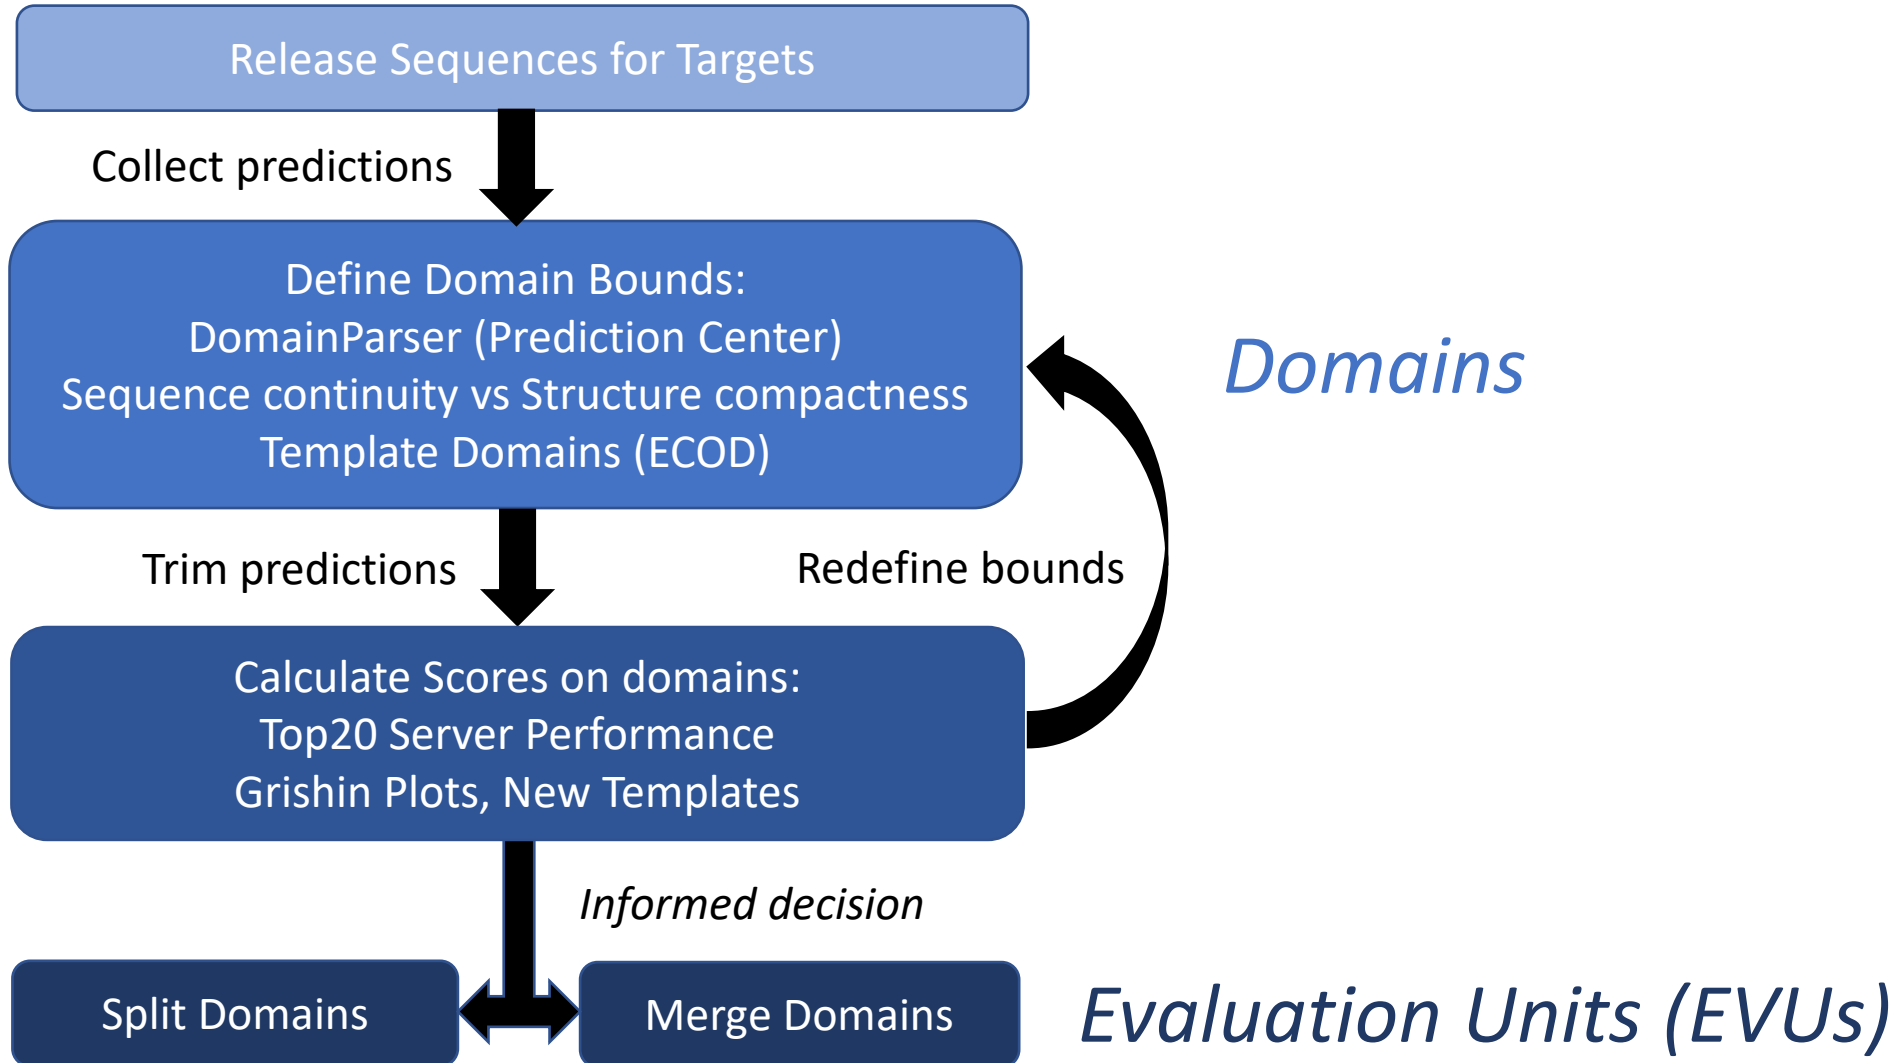 Release Sequences for Targets
Collect predictions
Define Domain Bounds:
DomainParser (Prediction Center)
Sequence continuity vs Structure compactness
Template Domains (ECOD)
Domains
Trim predictions
Redefine bounds
Calculate Scores on domains:
Top20 Server Performance
Grishin Plots, New Templates
Informed decision
Split Domains
Merge Domains
Evaluation Units (EVUs)